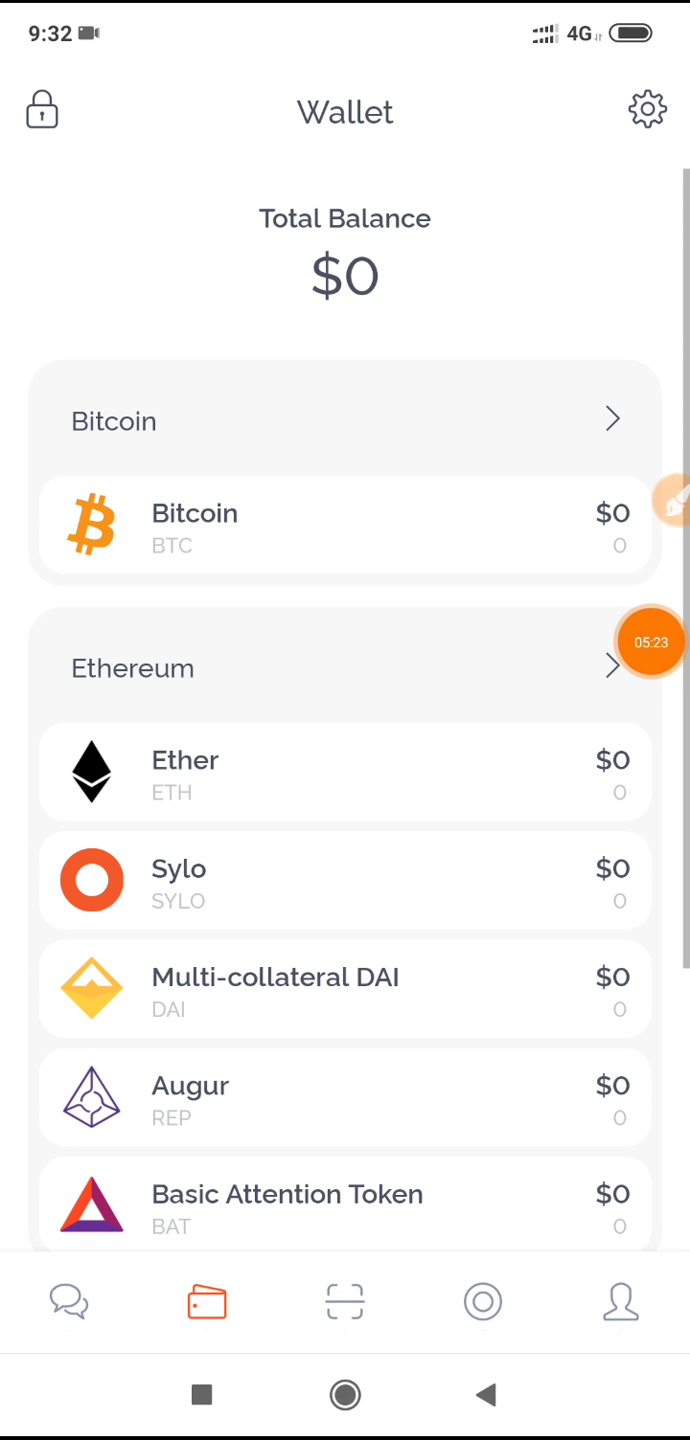 9:32
4G
Wallet
Total Balance
$0
Bitcoin
Bitcoin
$0
BTC
0
05:23
Ethereum
Ether
$0
ETH
0
Sylo
$0
SYLO
0
Multi-collateral DAI
$0
DAI
0
Augur
$0
REP
0
Basic Attention Token
$0
BAT
0